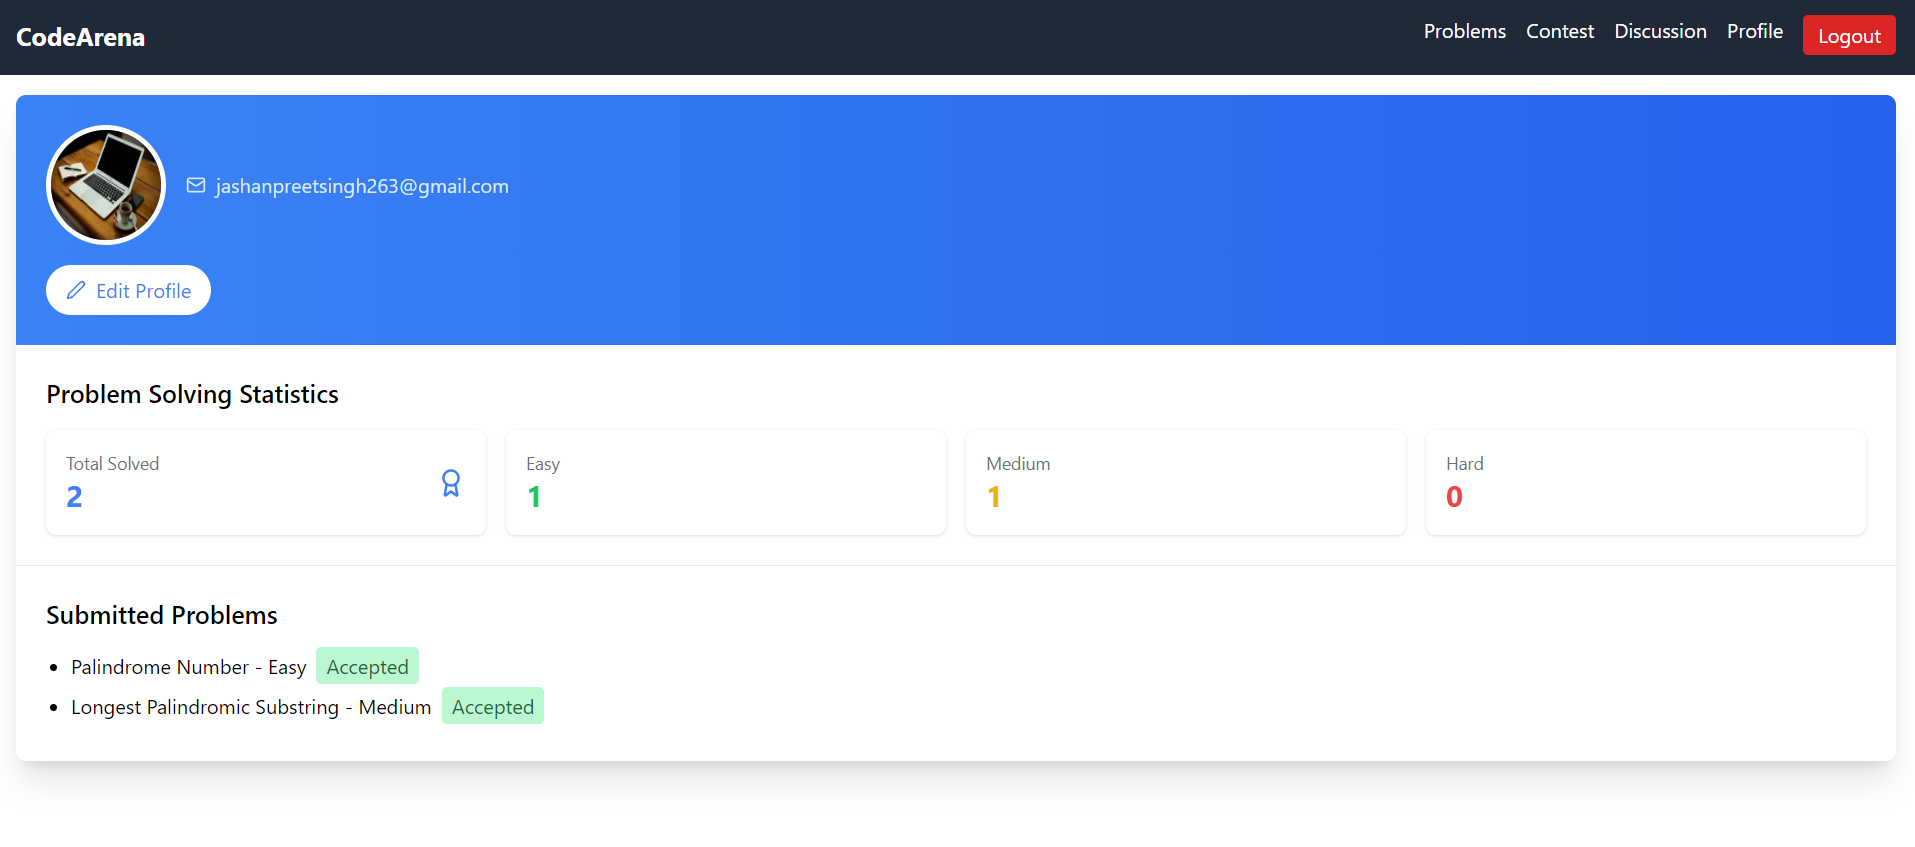 CodeArena
Problems Contest Discussion Profile Logout
jashanpreetsingh263@gmail.com
Edit Profile
Problem Solving Statistics
Total Solved
2
Easy
1
Medium
1
Hard
0
Submitted Problems
Palindrome Number - Easy Accepted
Longest Palindromic Substring - Medium Accepted